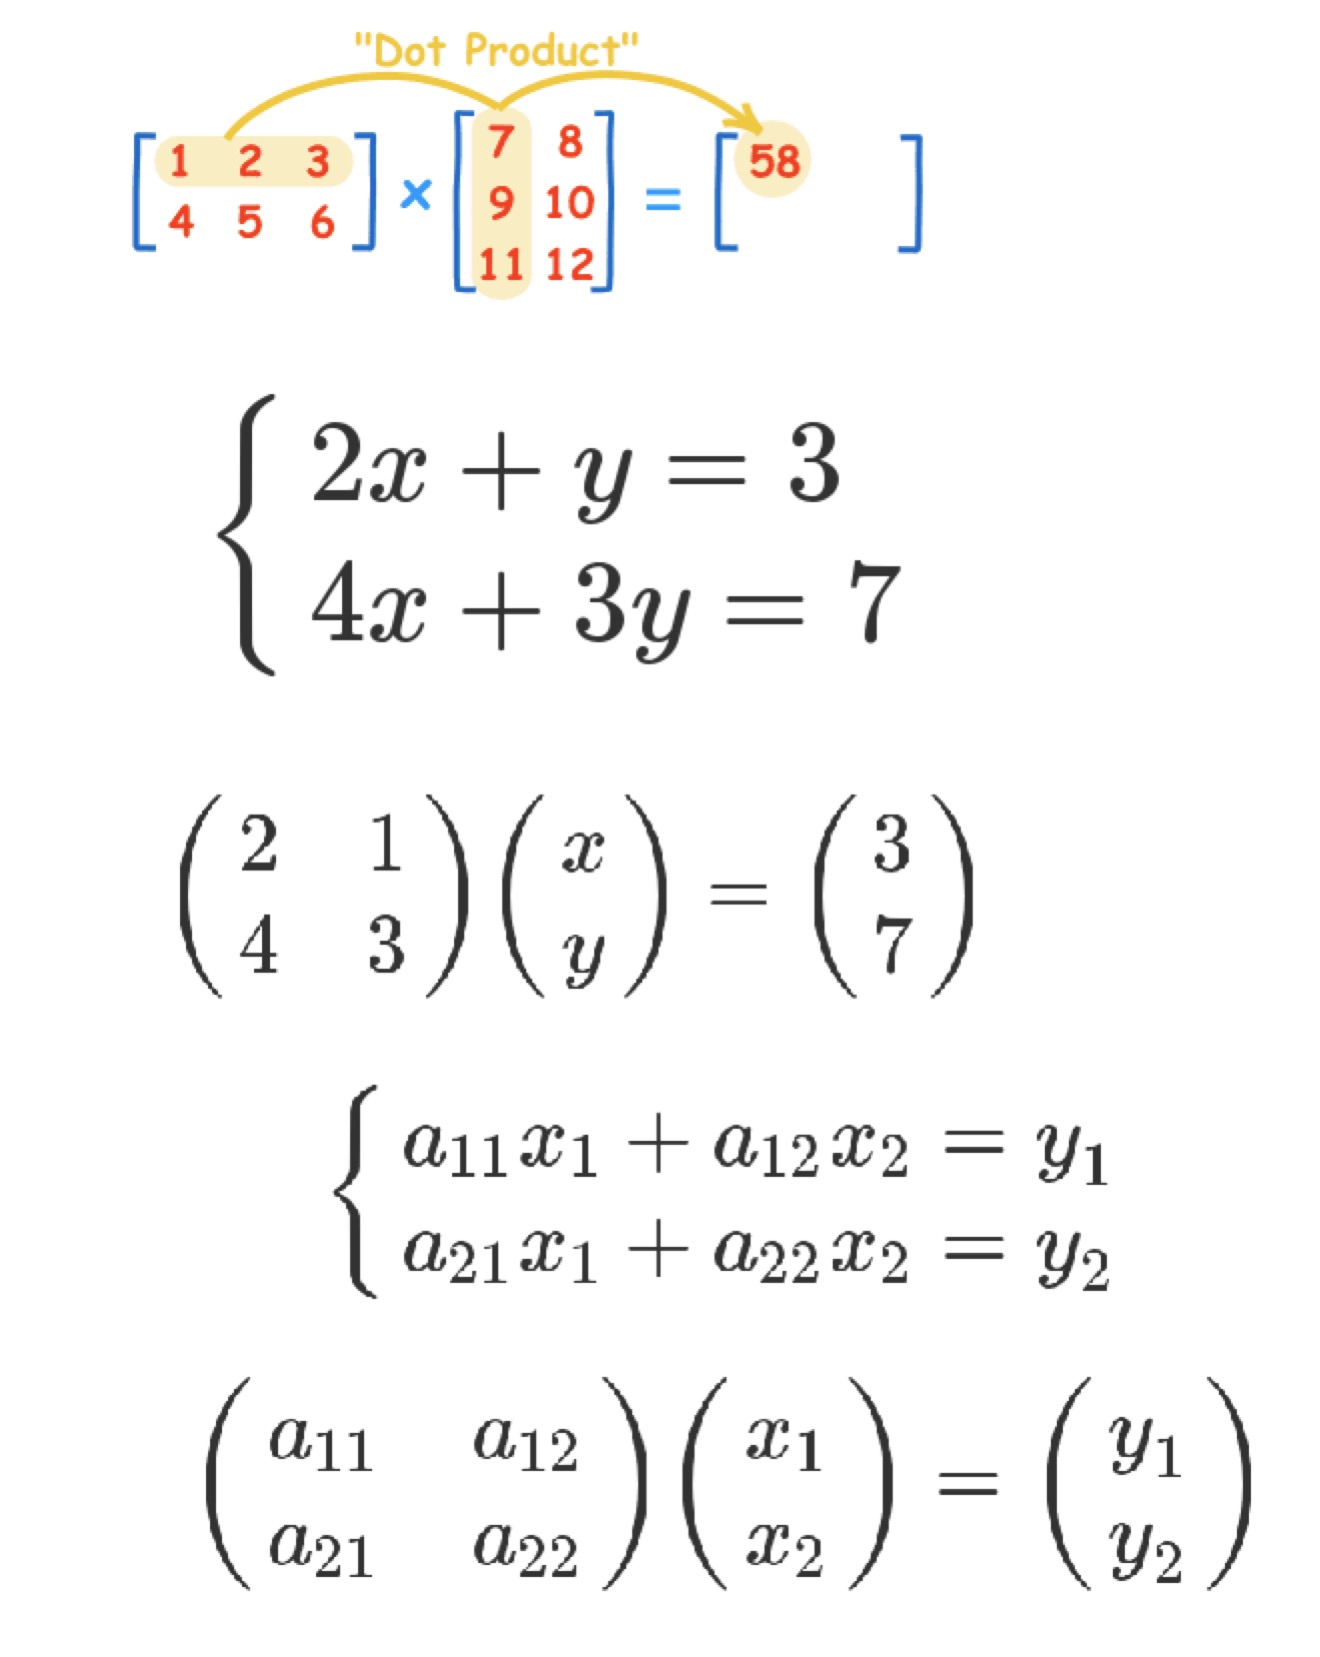 "Dot Product"
[1 2 3
4 5 6] × [7 8
9 10
11 12] = [58 ]
{ 2x + y = 3
4x + 3y = 7
(2 1
4 3) (x
y) = (3
7)
{ a₁₁x₁ + a₁₂x₂ = y₁
a₂₁x₁ + a₂₂x₂ = y₂
(a₁₁ a₁₂
a₂₁ a₂₂) (x₁
x₂) = (y₁
y₂)